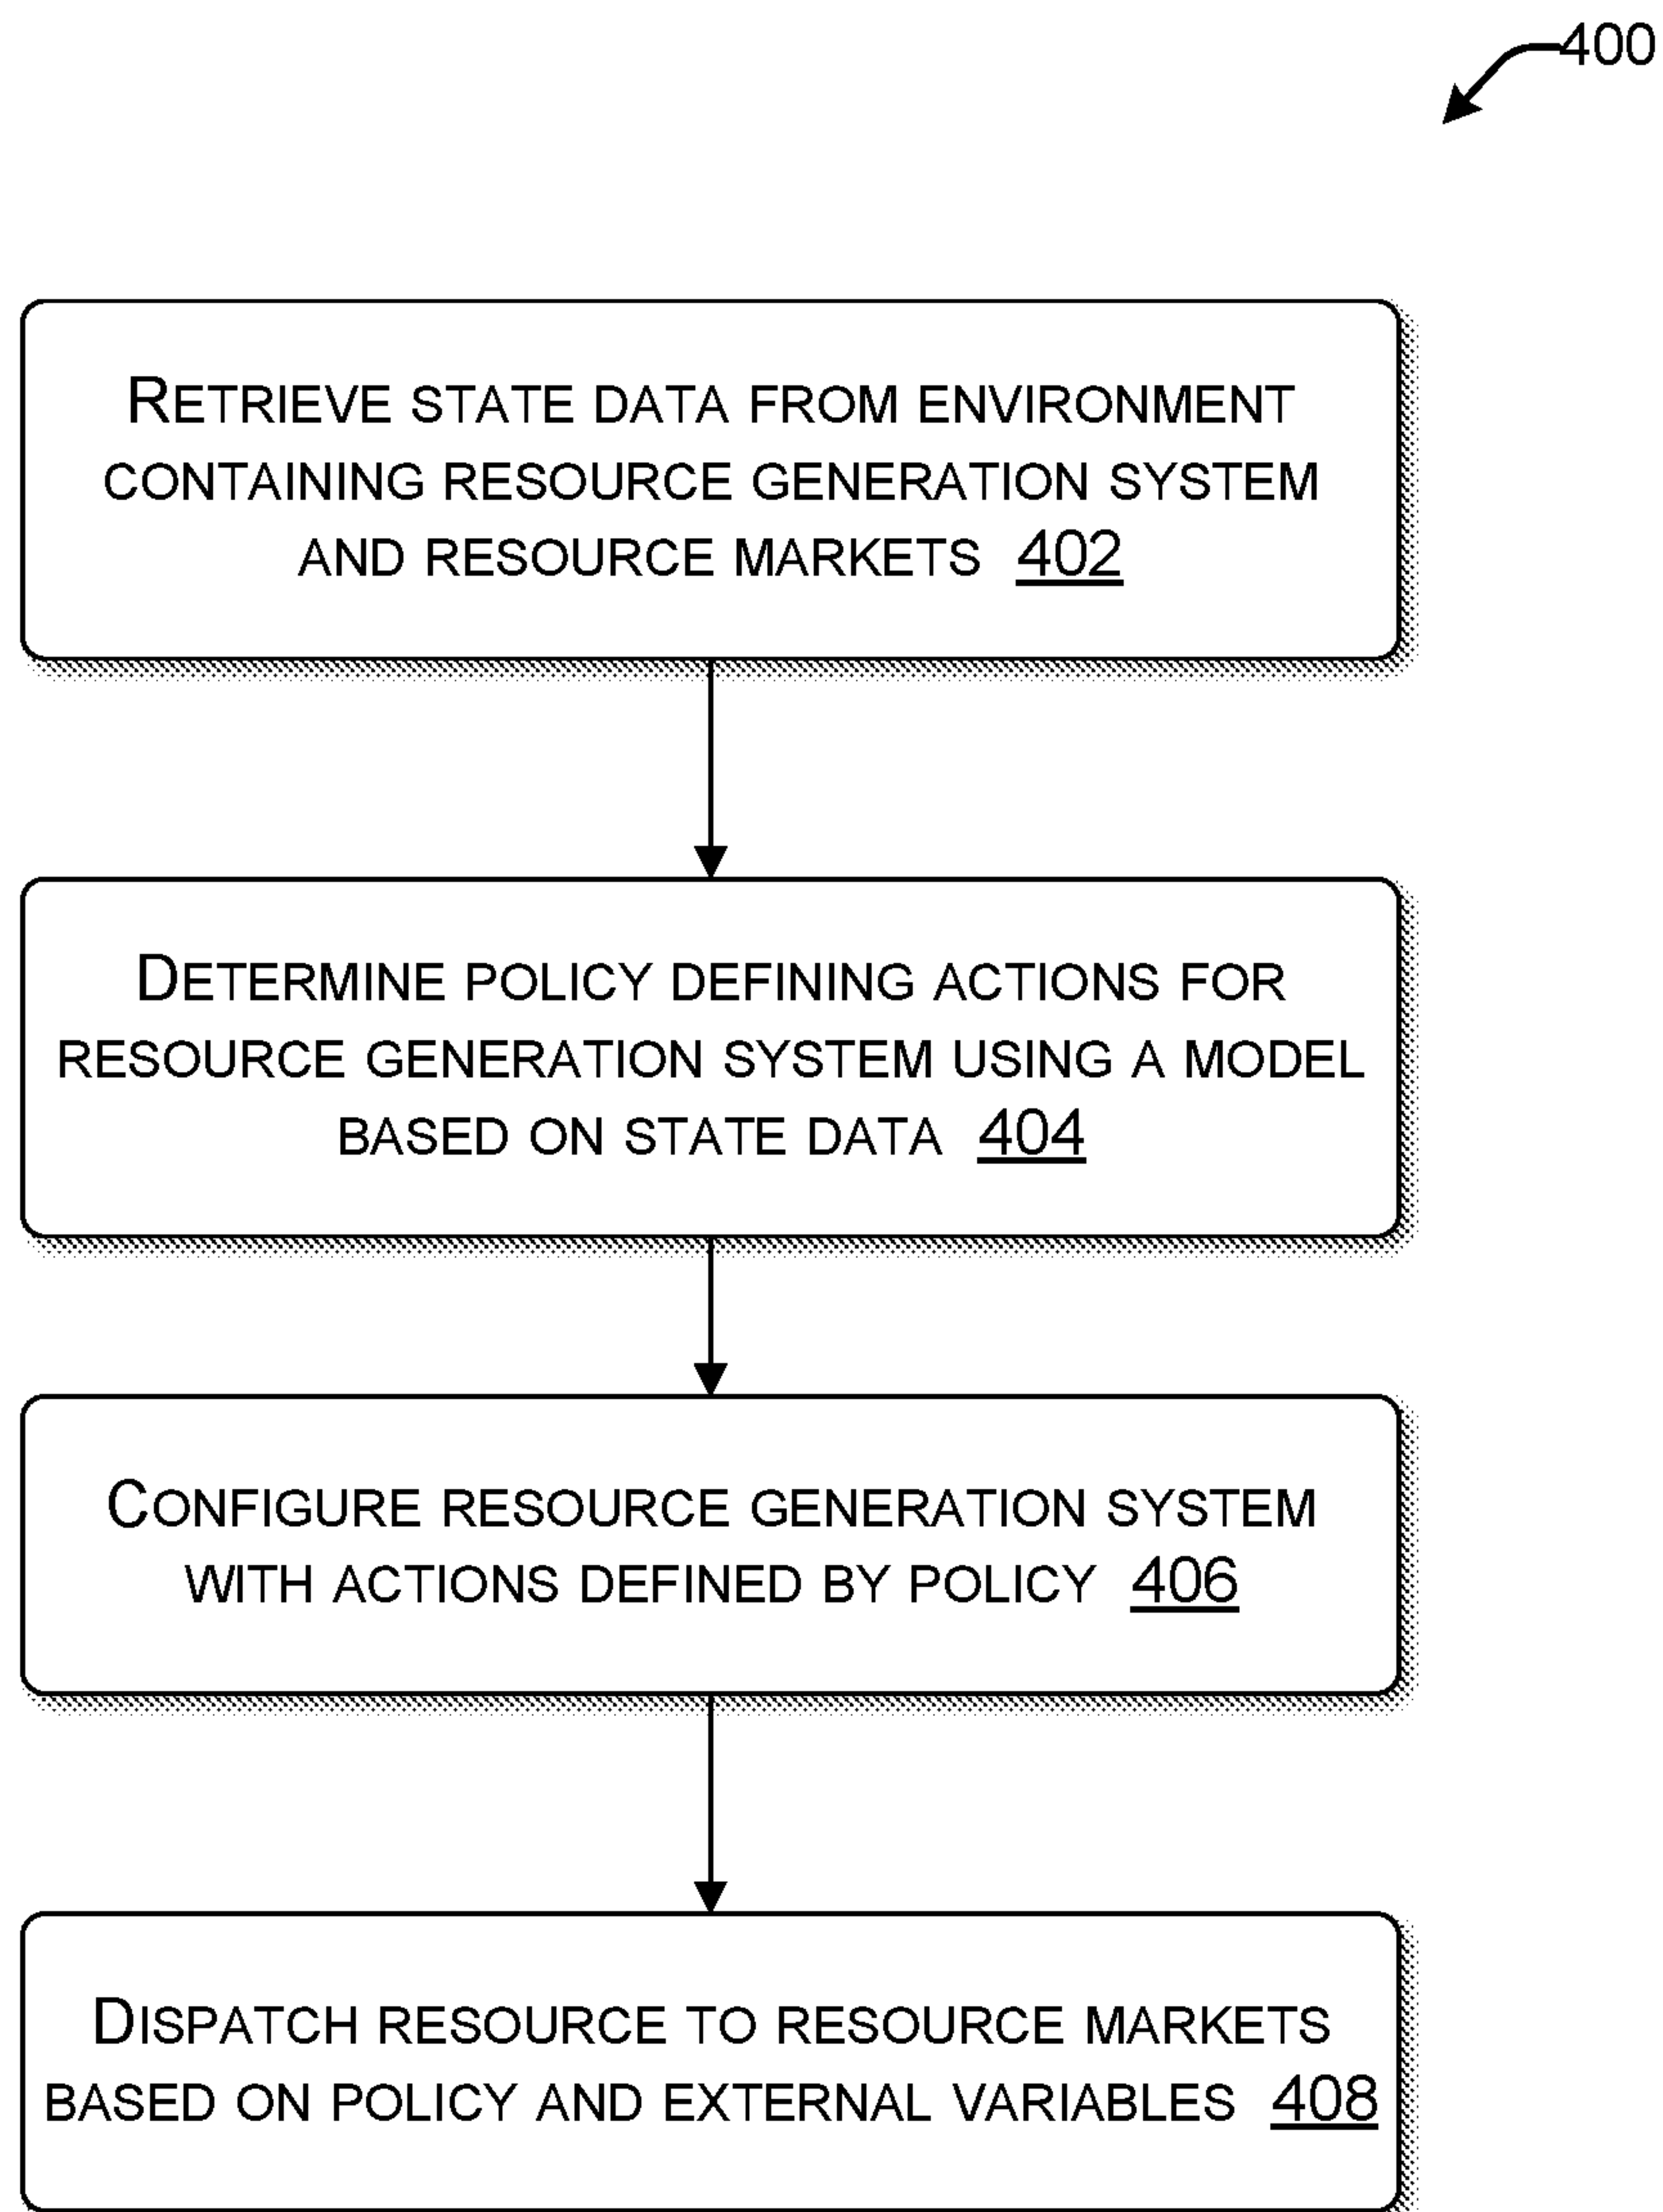 400
RETRIEVE STATE DATA FROM ENVIRONMENT
CONTAINING RESOURCE GENERATION SYSTEM
AND RESOURCE MARKETS 402
DETERMINE POLICY DEFINING ACTIONS FOR
RESOURCE GENERATION SYSTEM USING A MODEL
BASED ON STATE DATA 404
CONFIGURE RESOURCE GENERATION SYSTEM
WITH ACTIONS DEFINED BY POLICY 406
DISPATCH RESOURCE TO RESOURCE MARKETS
BASED ON POLICY AND EXTERNAL VARIABLES 408